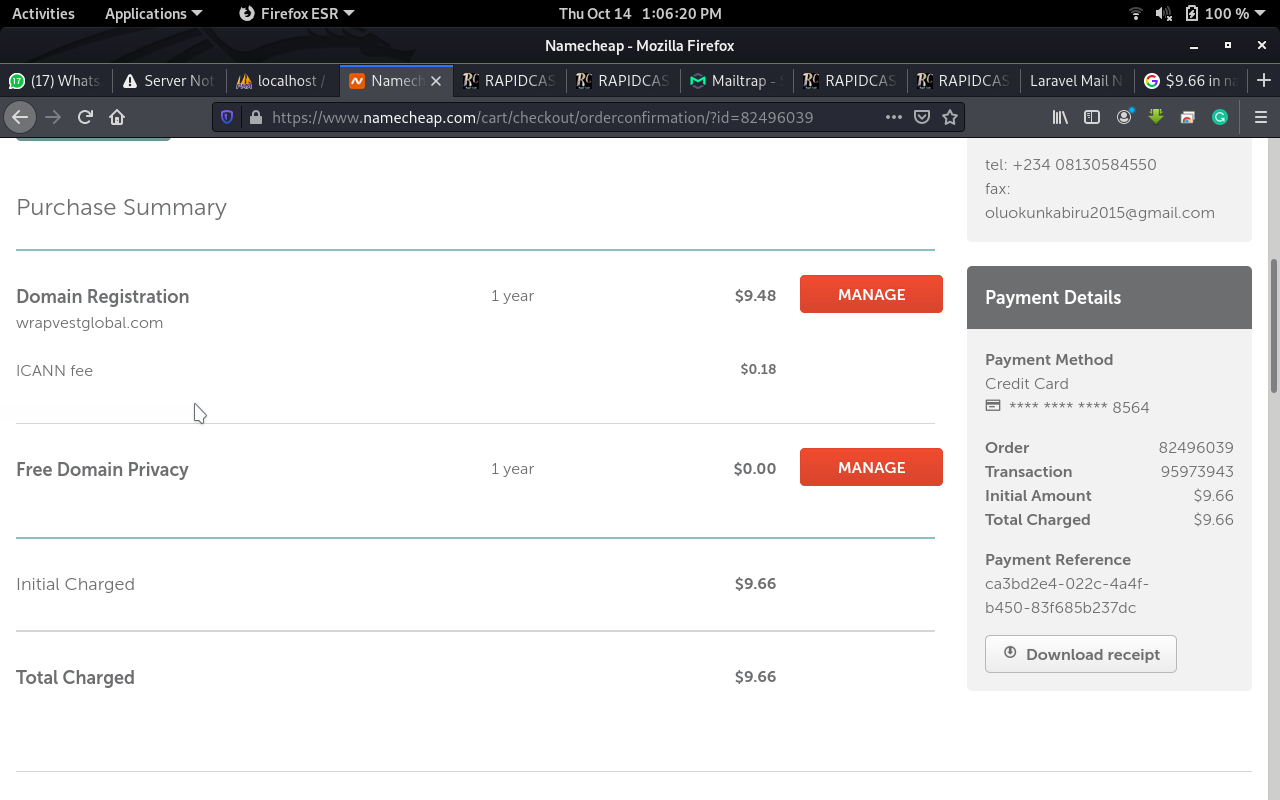 Activities Applications Firefox ESR Thu Oct 14 1:06:20 PM 100 %
Namecheap - Mozilla Firefox
(17) Whats Server Not localhost / Namech RAPIDCAS RAPIDCAS Mailtrap - RAPIDCAS RAPIDCAS Laravel Mail N $9.66 in na
https://www.namecheap.com/cart/checkout/orderconfirmation/?id=82496039
Purchase Summary
Domain Registration 1 year $9.48 MANAGE
wrapvestglobal.com
ICANN fee $0.18
Free Domain Privacy 1 year $0.00 MANAGE
Initial Charged $9.66
Total Charged $9.66
tel: +234 08130584550
fax:
oluokunkabiru2015@gmail.com
Payment Details
Payment Method
Credit Card
**** **** **** 8564
Order 82496039
Transaction 95973943
Initial Amount $9.66
Total Charged $9.66
Payment Reference
ca3bd2e4-022c-4a4f-
b450-83f685b237dc
Download receipt